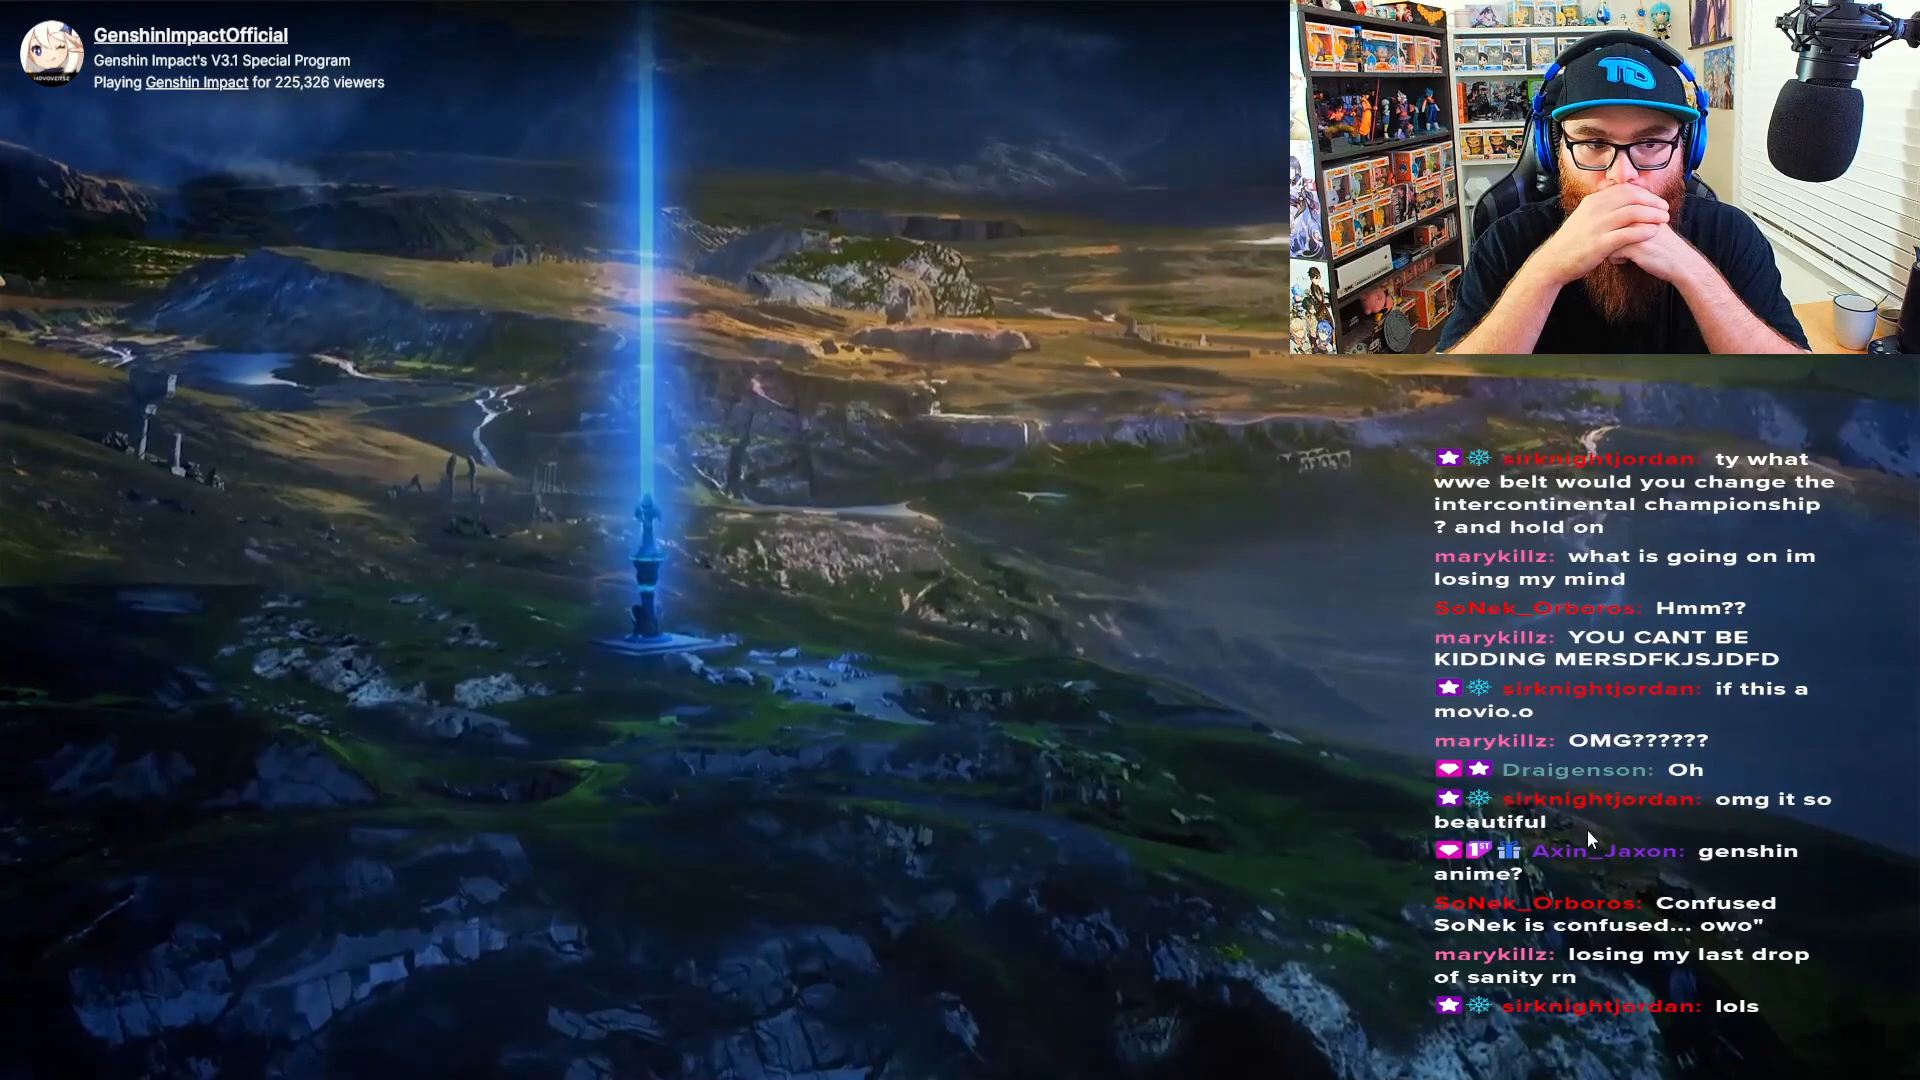 GenshinImpactOfficial
Genshin Impact's V3.1 Special Program
Playing Genshin Impact for 225,326 viewers
HOYOVERSE
TD
sirknightjordan: ty what
wwe belt would you change the
intercontinental championship
? and hold on
marykillz: what is going on im
losing my mind
SoNek_Orboros: Hmm??
marykillz: YOU CANT BE
KIDDING MERSDFKJSJDFD
sirknightjordan: if this a
movio.o
marykillz: OMG??????
Draigenson: Oh
sirknightjordan: omg it so
beautiful
1ST Axin_Jaxon: genshin
anime?
SoNek_Orboros: Confused
SoNek is confused... owo"
marykillz: losing my last drop
of sanity rn
sirknightjordan: lols